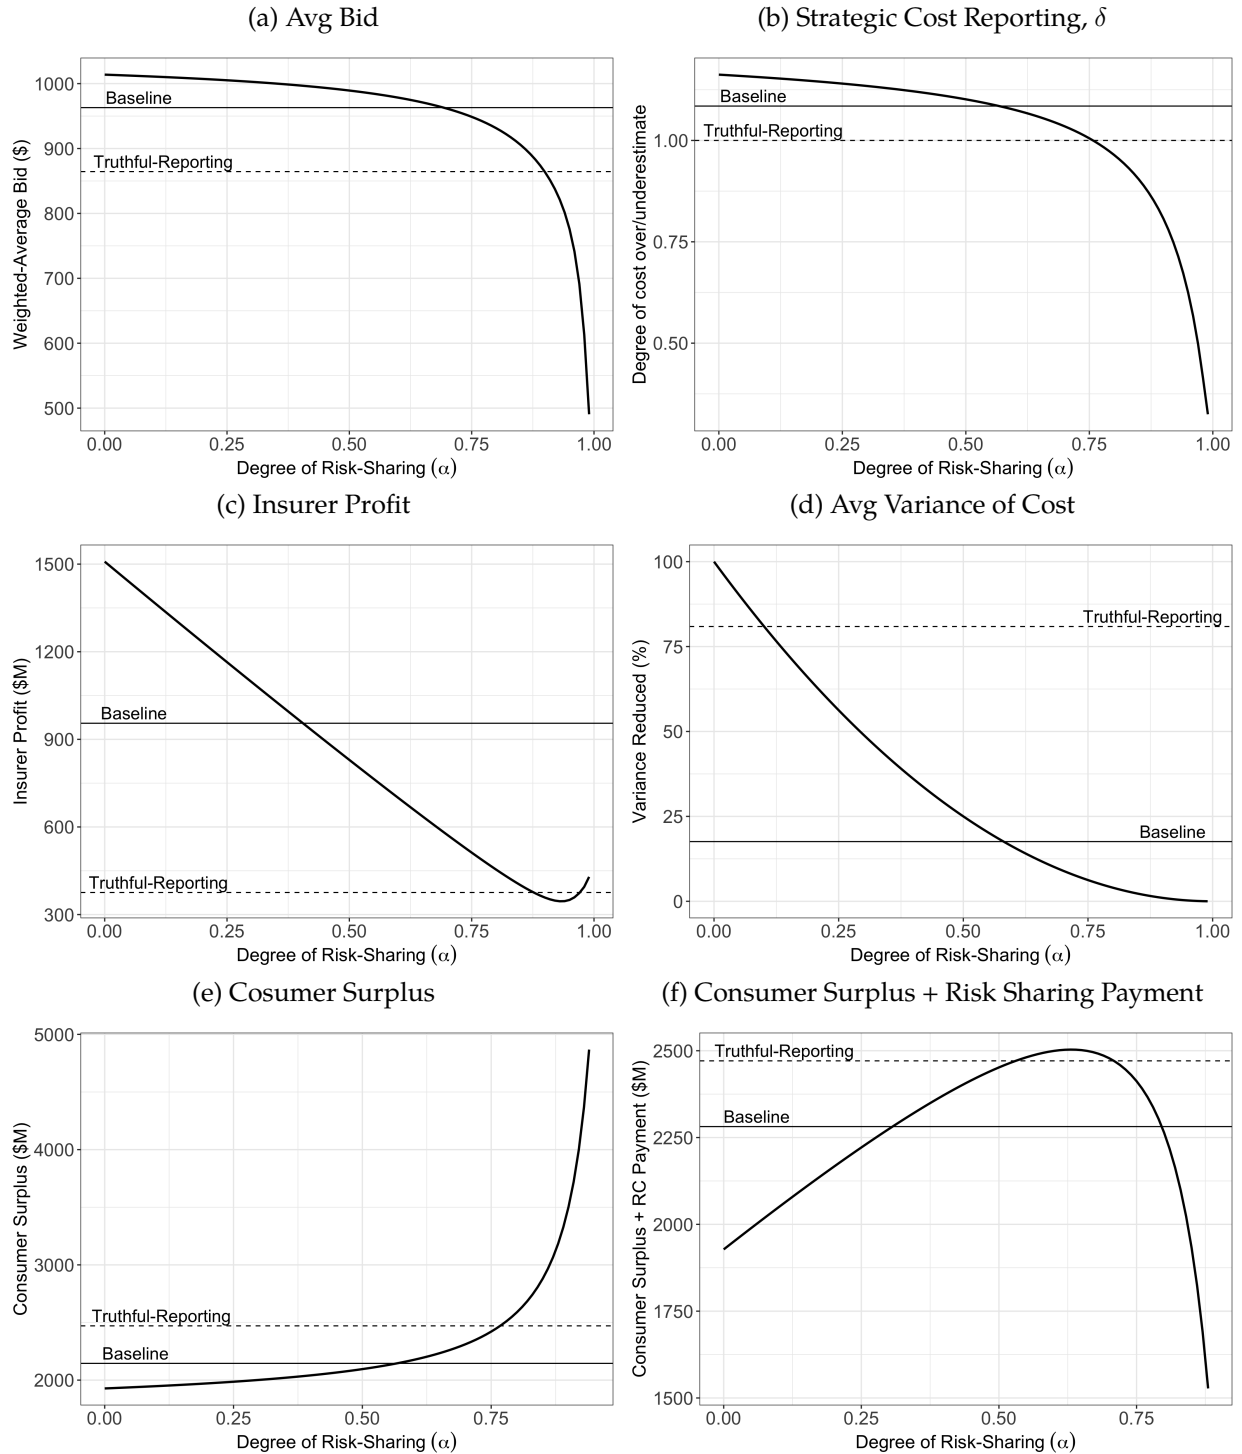 (a) Avg Bid
Weighted-Average Bid ($)
1000
900
800
700
600
500
Baseline
Truthful-Reporting
0.00 0.25 0.50 0.75 1.00
Degree of Risk-Sharing (α)
(b) Strategic Cost Reporting, δ
Degree of cost over/underestimate
1.00
0.75
0.50
Baseline
Truthful-Reporting
0.00 0.25 0.50 0.75 1.00
Degree of Risk-Sharing (α)
(c) Insurer Profit
Insurer Profit ($M)
1500
1200
900
600
300
Baseline
Truthful-Reporting
0.00 0.25 0.50 0.75 1.00
Degree of Risk-Sharing (α)
(d) Avg Variance of Cost
Variance Reduced (%)
100
75
50
25
0
Truthful-Reporting
Baseline
0.00 0.25 0.50 0.75 1.00
Degree of Risk-Sharing (α)
(e) Cosumer Surplus
Consumer Surplus ($M)
5000
4000
3000
2000
Truthful-Reporting
Baseline
0.00 0.25 0.50 0.75
Degree of Risk-Sharing (α)
(f) Consumer Surplus + Risk Sharing Payment
Consumer Surplus + RC Payment ($M)
2500
2250
2000
1750
1500
Truthful-Reporting
Baseline
0.00 0.25 0.50 0.75
Degree of Risk-Sharing (α)